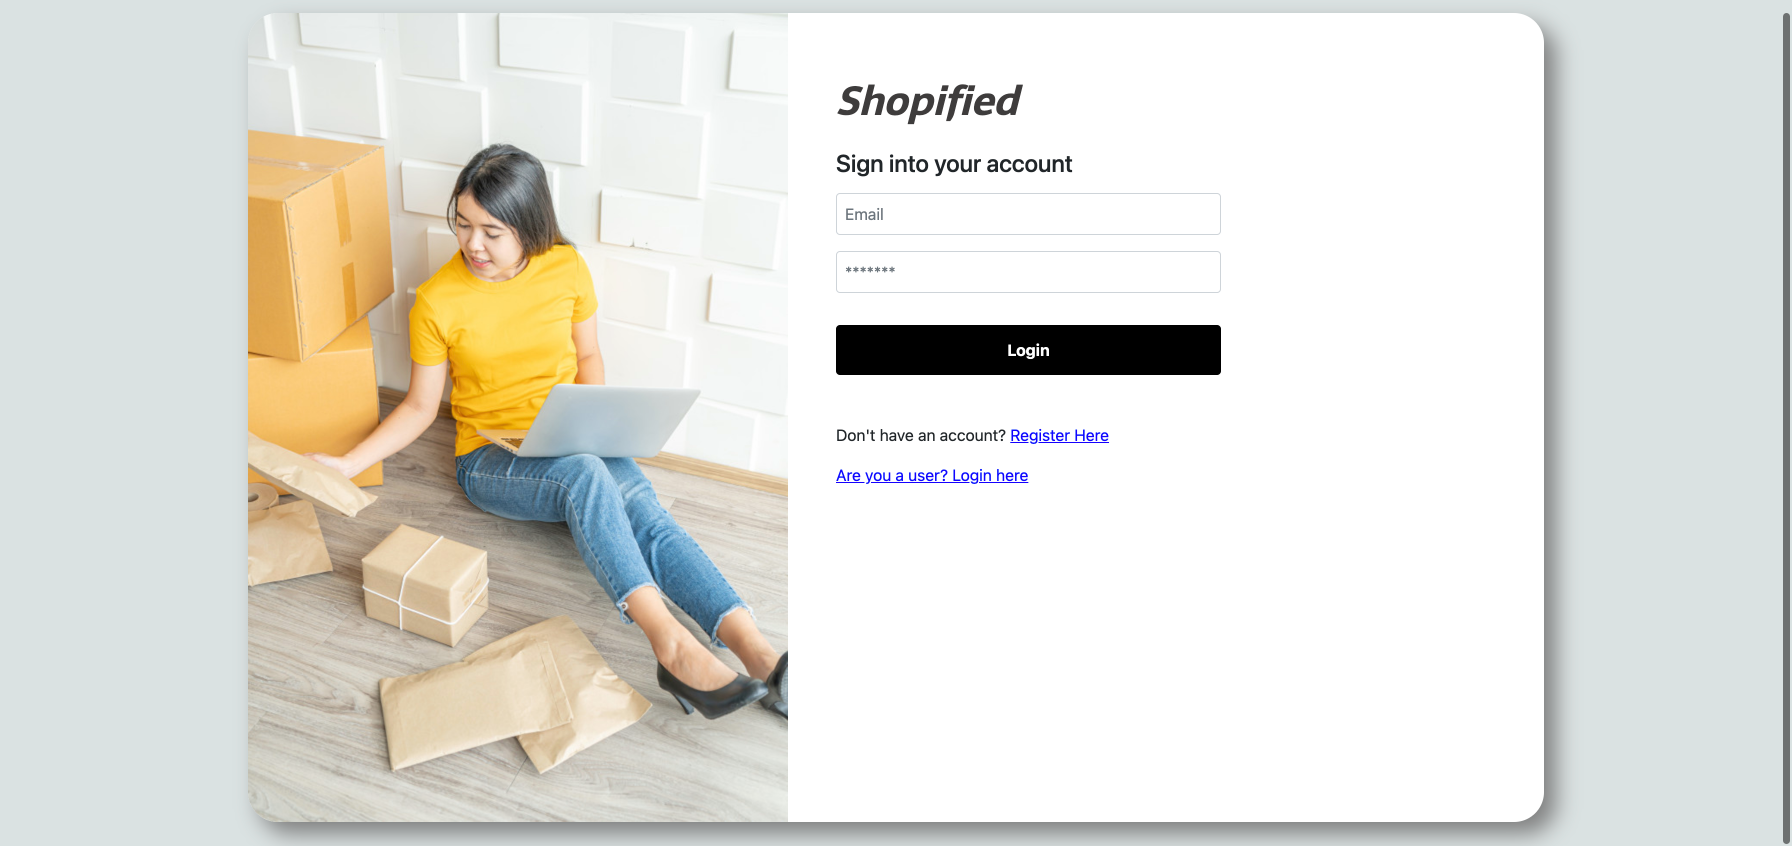 Shopified
Sign into your account
Email
*******
Login
Don't have an account? Register Here
Are you a user? Login here